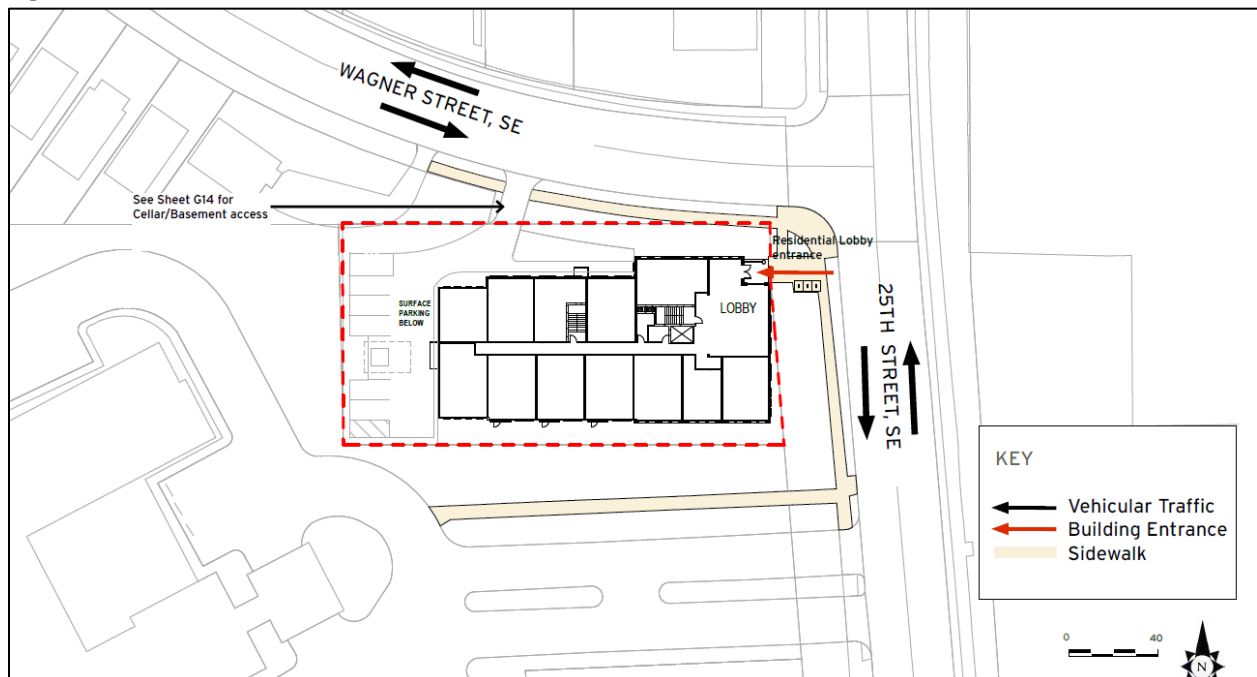 WAGNER STREET, SE
See Sheet G14 for
Cellar/Basement access
Residential Lobby
entrance
SURFACE
PARKING
BELOW
LOBBY
25TH STREET, SE
KEY
Vehicular Traffic
Building Entrance
Sidewalk
0 40
N